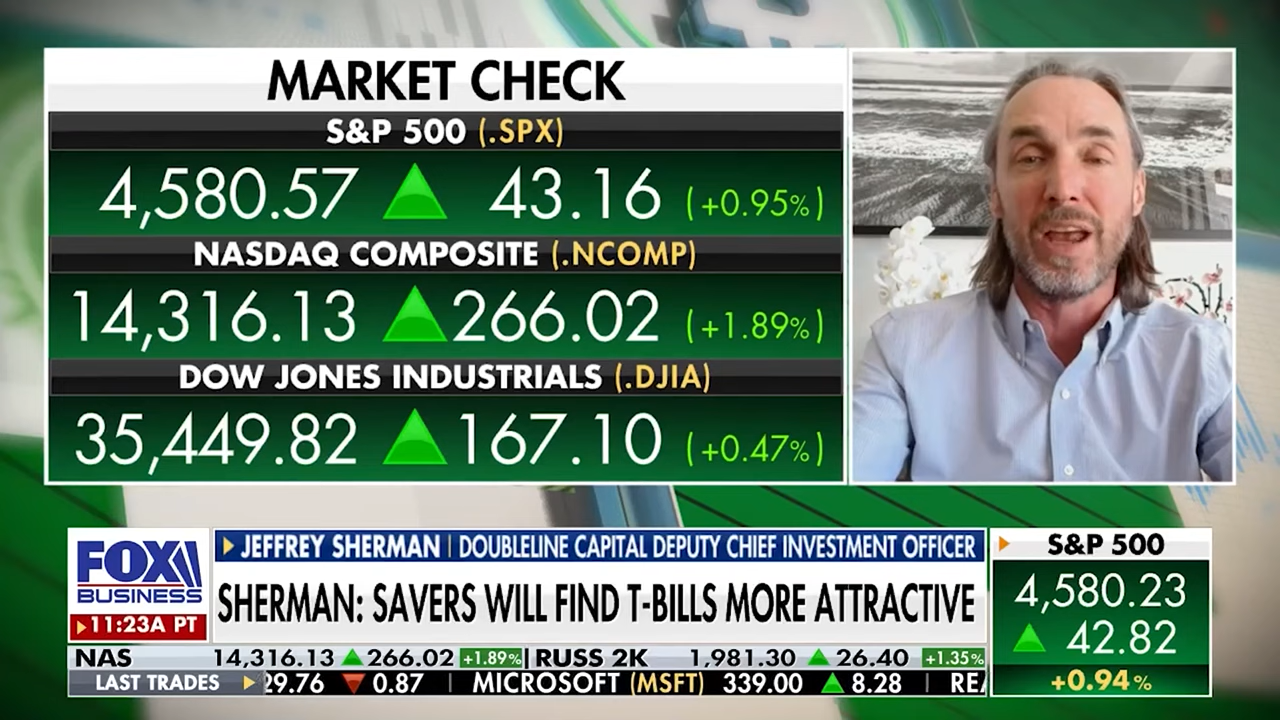 MARKET CHECK
S&P 500 (.SPX)
4,580.57 ▲ 43.16 (+0.95%)
NASDAQ COMPOSITE (.NCOMP)
14,316.13 ▲ 266.02 (+1.89%)
DOW JONES INDUSTRIALS (.DJIA)
35,449.82 ▲ 167.10 (+0.47%)
FOX
BUSINESS
11:23A PT
JEFFREY SHERMAN | DOUBLELINE CAPITAL DEPUTY CHIEF INVESTMENT OFFICER
SHERMAN: SAVERS WILL FIND T-BILLS MORE ATTRACTIVE
S&P 500
4,580.23
▲ 42.82
+0.94%
NAS 14,316.13 ▲ 266.02 +1.89% RUSS 2K 1,981.30 ▲ 26.40 +1.35%
LAST TRADES 29.76 ▼ 0.87 | MICROSOFT (MSFT) 339.00 ▲ 8.28 |